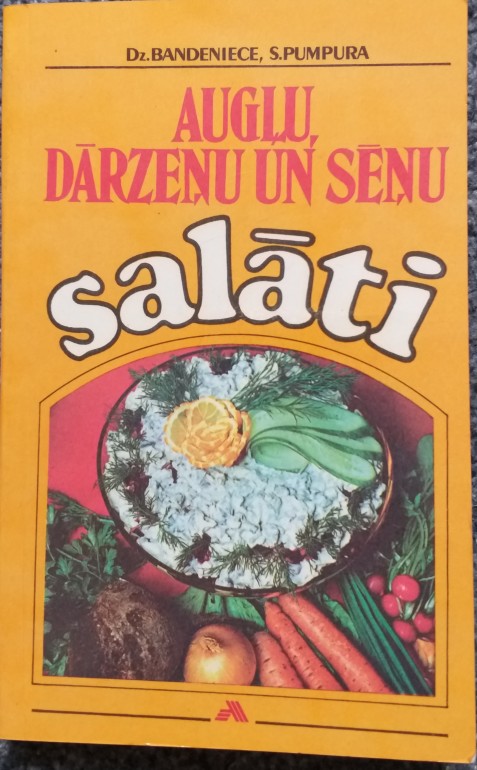 Dz.BANDENIECE, S.PUMPURA
AUGĻU,
DĀRZEŅU UN SĒŅU
salāti